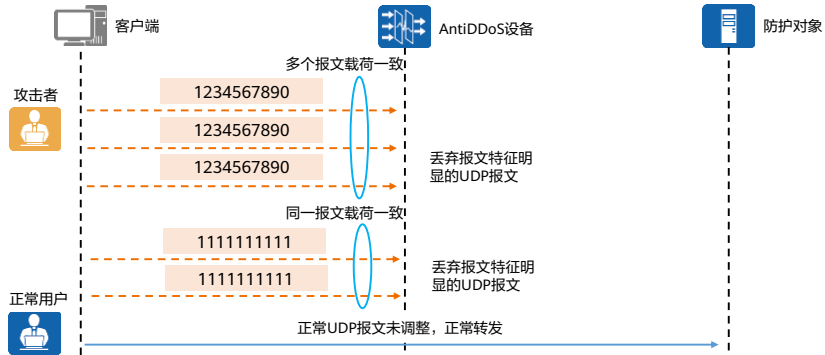 客户端
AntiDDoS设备
防护对象
多个报文载荷一致
攻击者
1234567890
1234567890
1234567890
丢弃报文特征明
显的UDP报文
同一报文载荷一致
1111111111
1111111111
丢弃报文特征明
显的UDP报文
正常用户
正常UDP报文未调整，正常转发